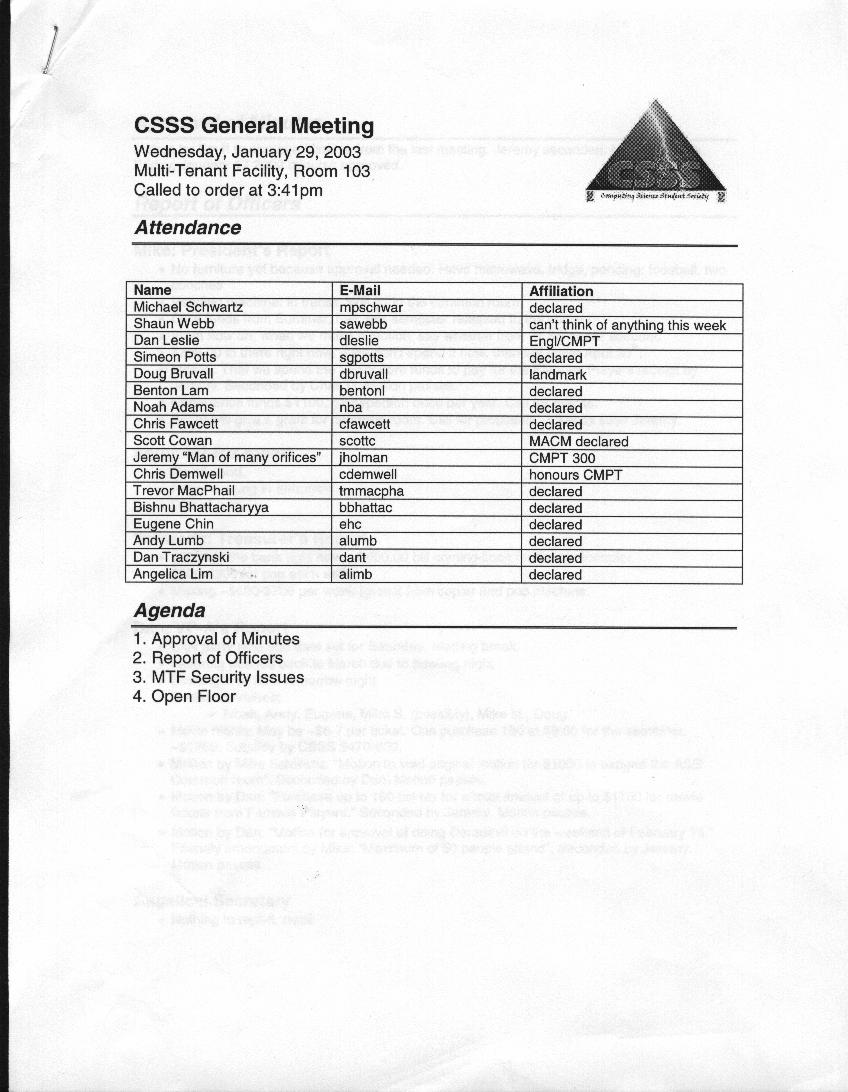 CSSS General Meeting
Wednesday, January 29, 2003
Multi-Tenant Facility, Room 103
Called to order at 3:41pm
CSSS
Computing Science Student Society
Attendance
Name E-Mail Affiliation
Michael Schwartz mpschwar declared
Shaun Webb sawebb can't think of anything this week
Dan Leslie dleslie Engl/CMPT
Simeon Potts sgpotts declared
Doug Bruvall dbruvall landmark
Benton Lam bentonl declared
Noah Adams nba declared
Chris Fawcett cfawcett declared
Scott Cowan scottc MACM declared
Jeremy “Man of many orifices” jholman CMPT 300
Chris Demwell cdemwell honours CMPT
Trevor MacPhail tmmacpha declared
Bishnu Bhattacharyya bbhattac declared
Eugene Chin ehc declared
Andy Lumb alumb declared
Dan Traczynski dant declared
Angelica Lim alimb declared
Agenda
1. Approval of Minutes
2. Report of Officers
3. MTF Security Issues
4. Open Floor